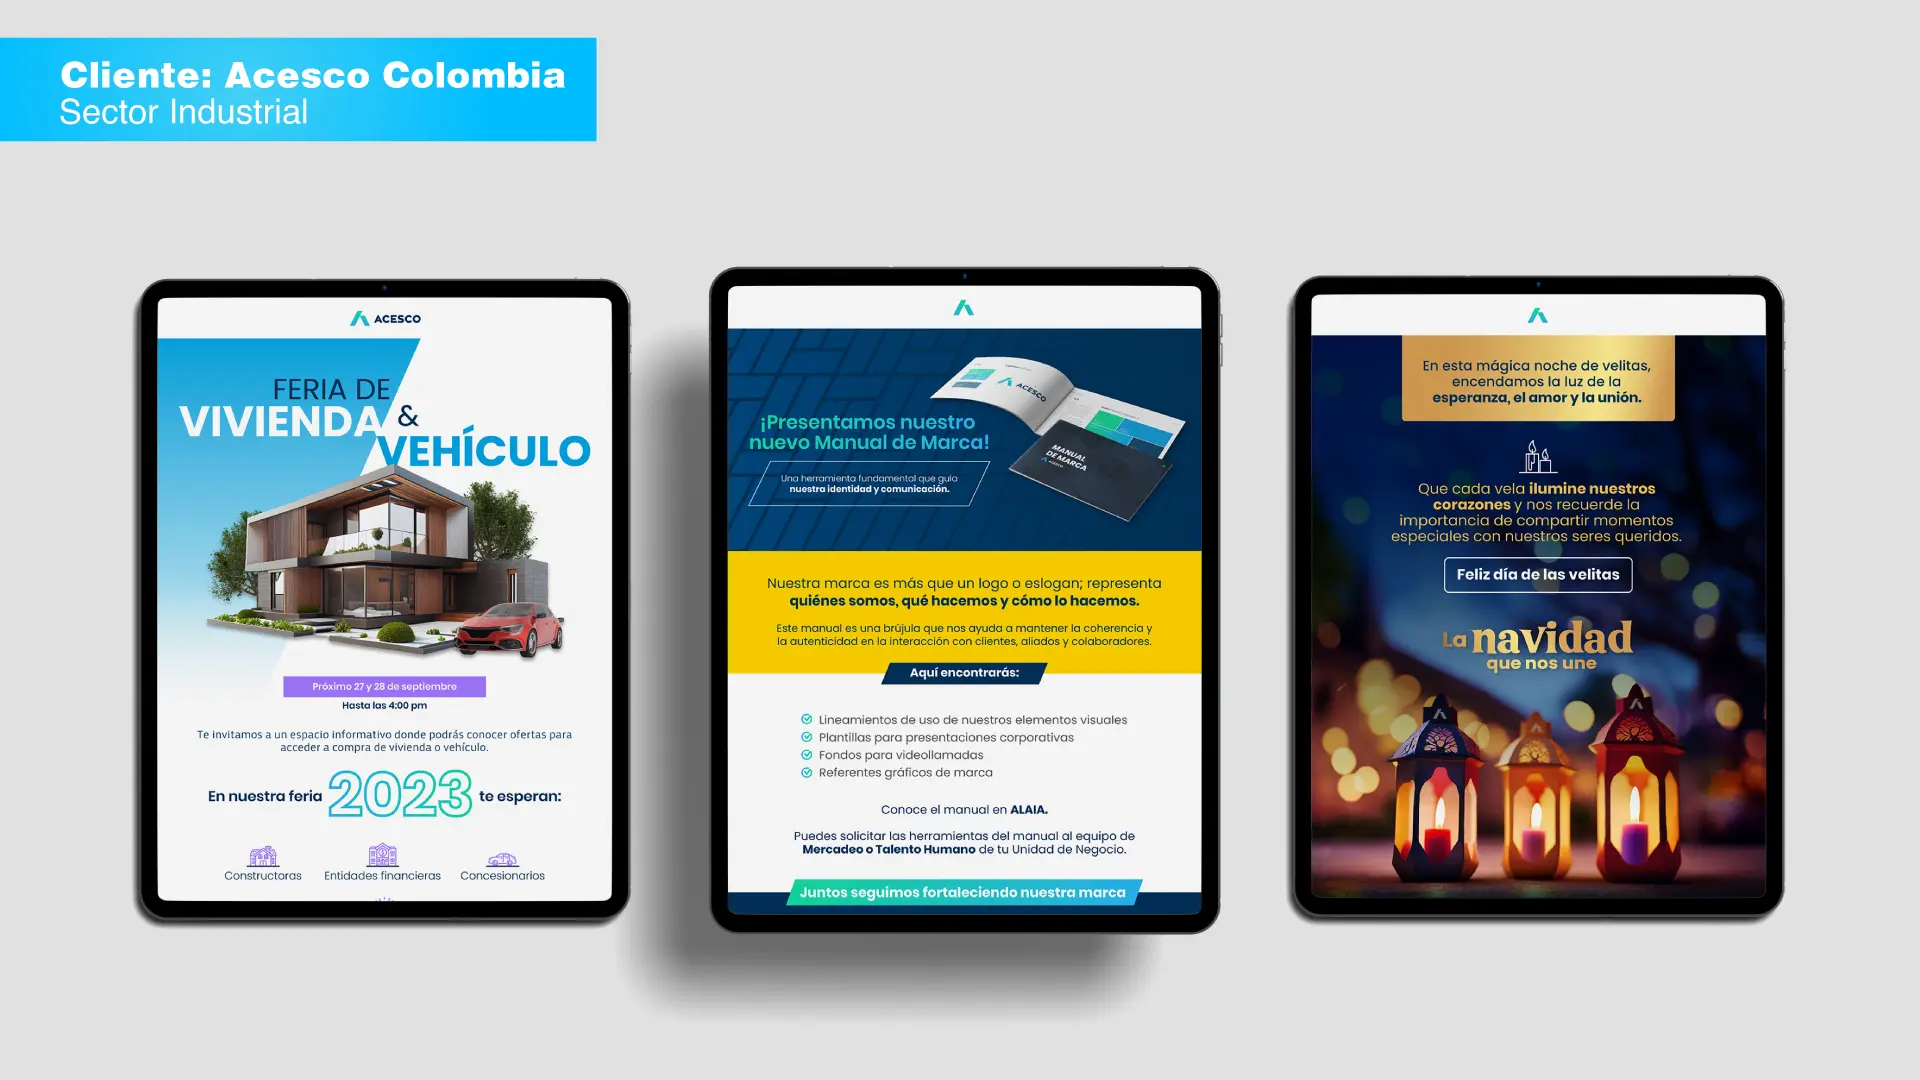 Cliente: Acesco Colombia
Sector Industrial
ACESCO
FERIA DE
VIVIENDA &
VEHÍCULO
Próximo 27 y 28 de septiembre
Hasta las 4:00 pm
Te invitamos a un espacio informativo donde podrás conocer ofertas para
acceder a compra de vivienda o vehículo.
En nuestra feria 2023 te esperan:
Constructoras Entidades financieras Concesionarios
ACESCO
MANUAL
DE MARCA
¡Presentamos nuestro
nuevo Manual de Marca!
Una herramienta fundamental que guía
nuestra identidad y comunicación.
Nuestra marca es más que un logo o eslogan; representa
quiénes somos, qué hacemos y cómo lo hacemos.
Este manual es una brújula que nos ayuda a mantener la coherencia y
la autenticidad en la interacción con clientes, aliados y colaboradores.
Aquí encontrarás:
Lineamientos de uso de nuestros elementos visuales
Plantillas para presentaciones corporativas
Fondos para videollamadas
Referentes gráficos de marca
Conoce el manual en ALAIA.
Puedes solicitar las herramientas del manual al equipo de
Mercadeo o Talento Humano de tu Unidad de Negocio.
Juntos seguimos fortaleciendo nuestra marca
En esta mágica noche de velitas,
encendamos la luz de la
esperanza, el amor y la unión.
Que cada vela ilumine nuestros
corazones y nos recuerde la
importancia de compartir momentos
especiales con nuestros seres queridos.
Feliz día de las velitas
La navidad
que nos une